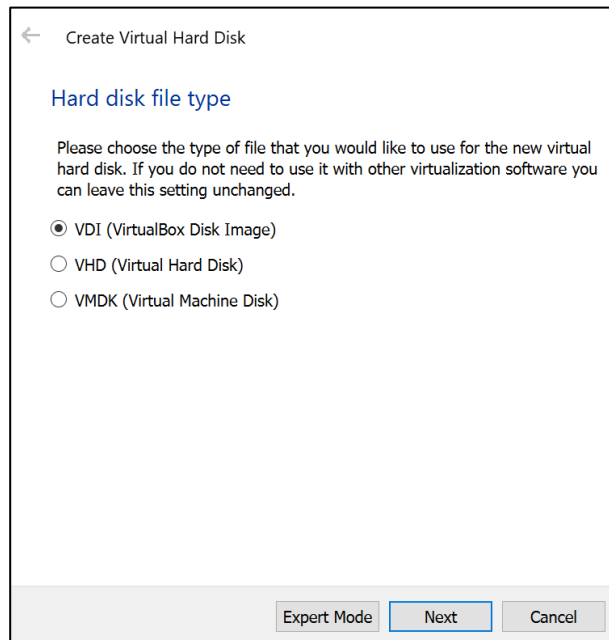 Create Virtual Hard Disk
Hard disk file type
Please choose the type of file that you would like to use for the new virtual
hard disk. If you do not need to use it with other virtualization software you
can leave this setting unchanged.
VDI (VirtualBox Disk Image)
VHD (Virtual Hard Disk)
VMDK (Virtual Machine Disk)
Expert Mode Next Cancel